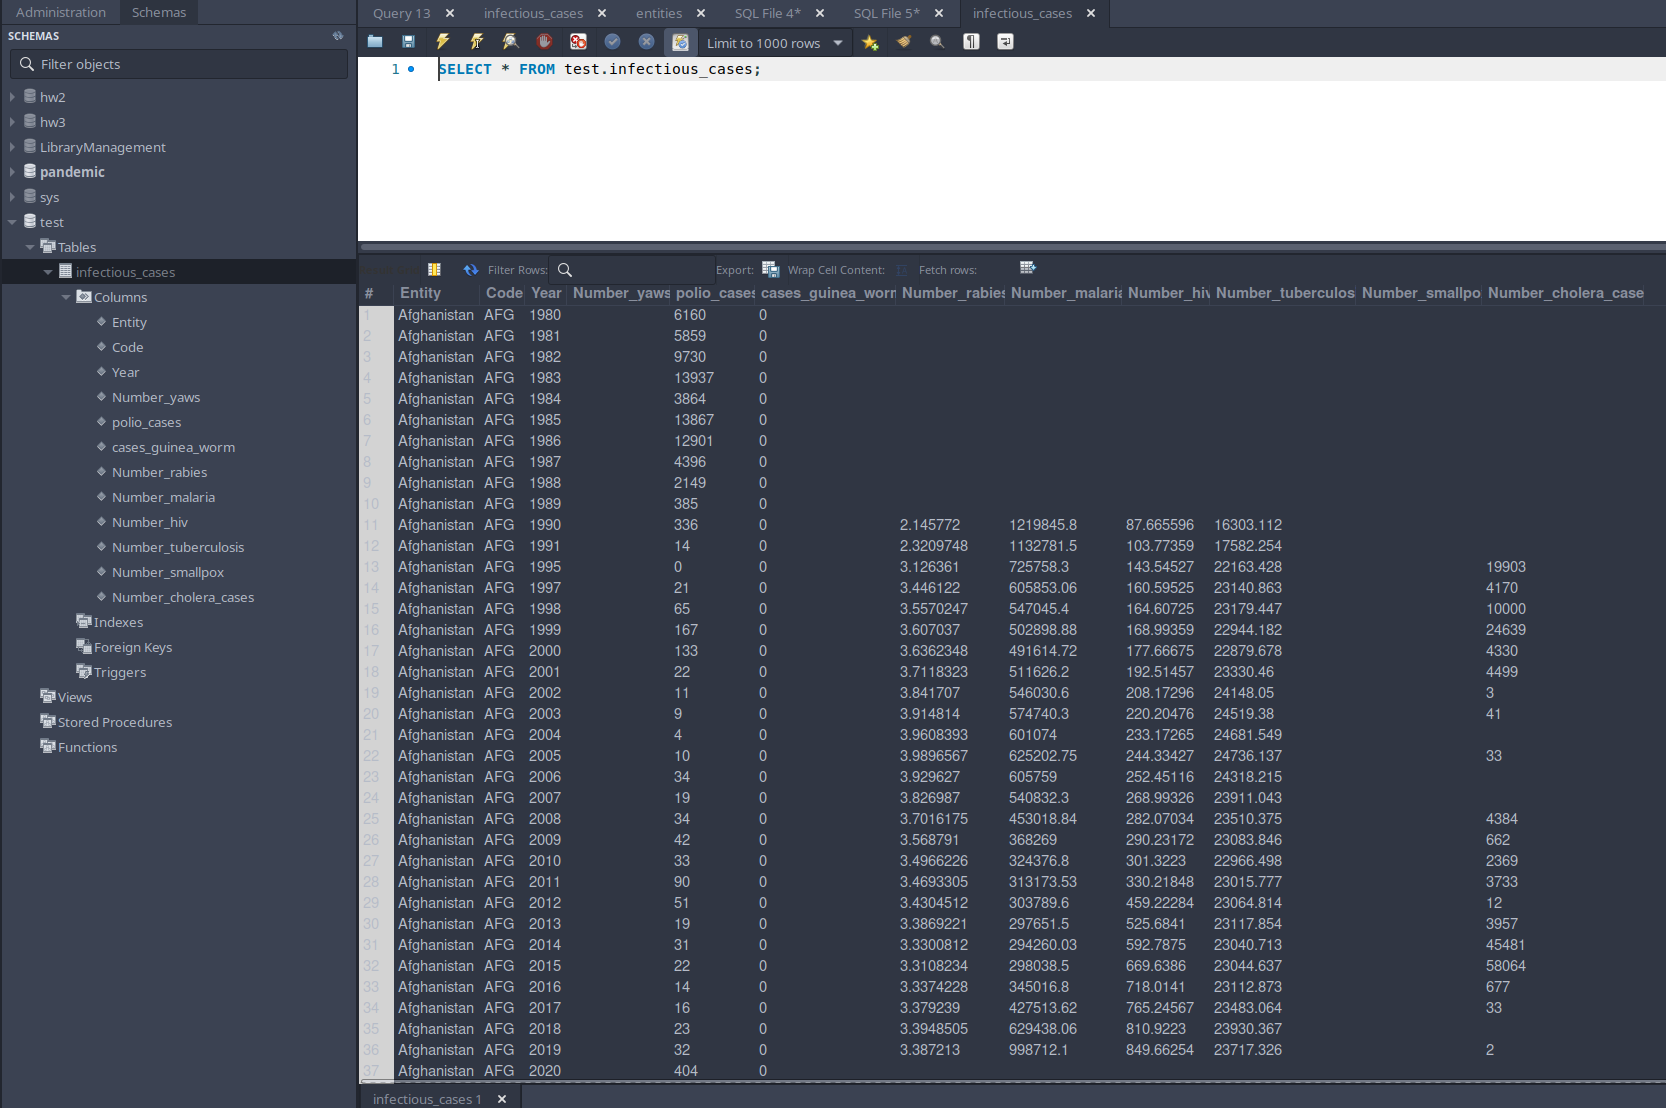 Administration Schemas
SCHEMAS
Filter objects
hw2
hw3
LibraryManagement
pandemic
sys
test
Tables
infectious_cases
Columns
Entity
Code
Year
Number_yaws
polio_cases
cases_guinea_worm
Number_rabies
Number_malaria
Number_hiv
Number_tuberculosis
Number_smallpox
Number_cholera_cases
Indexes
Foreign Keys
Triggers
Views
Stored Procedures
Functions
Query 13 infectious_cases entities SQL File 4* SQL File 5* infectious_cases
Limit to 1000 rows
1 SELECT * FROM test.infectious_cases;
Filter Rows: Export: Wrap Cell Content: Fetch rows:
# Entity Code Year Number_yaws polio_cases cases_guinea_worm Number_rabies Number_malaria Number_hiv Number_tuberculos Number_smallpo Number_cholera_case
1 Afghanistan AFG 1980 6160 0
2 Afghanistan AFG 1981 5859 0
3 Afghanistan AFG 1982 9730 0
4 Afghanistan AFG 1983 13937 0
5 Afghanistan AFG 1984 3864 0
6 Afghanistan AFG 1985 13867 0
7 Afghanistan AFG 1986 12901 0
8 Afghanistan AFG 1987 4396 0
9 Afghanistan AFG 1988 2149 0
10 Afghanistan AFG 1989 385 0
11 Afghanistan AFG 1990 336 0 2.145772 1219845.8 87.665596 16303.112
12 Afghanistan AFG 1991 14 0 2.3209748 1132781.5 103.77359 17582.254
13 Afghanistan AFG 1995 0 0 3.126361 725758.3 143.54527 22163.428 19903
14 Afghanistan AFG 1997 21 0 3.446122 605853.06 160.59525 23140.863 4170
15 Afghanistan AFG 1998 65 0 3.5570247 547045.4 164.60725 23179.447 10000
16 Afghanistan AFG 1999 167 0 3.607037 502898.88 168.99359 22944.182 24639
17 Afghanistan AFG 2000 133 0 3.6362348 491614.72 177.66675 22879.678 4330
18 Afghanistan AFG 2001 22 0 3.7118323 511626.2 192.51457 23330.46 4499
19 Afghanistan AFG 2002 11 0 3.841707 546030.6 208.17296 24148.05 3
20 Afghanistan AFG 2003 9 0 3.914814 574740.3 220.20476 24519.38 41
21 Afghanistan AFG 2004 4 0 3.9608393 601074 233.17265 24681.549
22 Afghanistan AFG 2005 10 0 3.9896567 625202.75 244.33427 24736.137 33
23 Afghanistan AFG 2006 34 0 3.929627 605759 252.45116 24318.215
24 Afghanistan AFG 2007 19 0 3.826987 540832.3 268.99326 23911.043
25 Afghanistan AFG 2008 34 0 3.7016175 453018.84 282.07034 23510.375 4384
26 Afghanistan AFG 2009 42 0 3.568791 368269 290.23172 23083.846 662
27 Afghanistan AFG 2010 33 0 3.4966226 324376.8 301.3223 22966.498 2369
28 Afghanistan AFG 2011 90 0 3.4693305 313173.53 330.21848 23015.777 3733
29 Afghanistan AFG 2012 51 0 3.4304512 303789.6 459.22284 23064.814 12
30 Afghanistan AFG 2013 19 0 3.3869221 297651.5 525.6841 23117.854 3957
31 Afghanistan AFG 2014 31 0 3.3300812 294260.03 592.7875 23040.713 45481
32 Afghanistan AFG 2015 22 0 3.3108234 298038.5 669.6386 23044.637 58064
33 Afghanistan AFG 2016 14 0 3.3374228 345016.8 718.0141 23112.873 677
34 Afghanistan AFG 2017 16 0 3.379239 427513.62 765.24567 23483.064 33
35 Afghanistan AFG 2018 23 0 3.3948505 629438.06 810.9223 23930.367
36 Afghanistan AFG 2019 32 0 3.387213 998712.1 849.66254 23717.326 2
37 Afghanistan AFG 2020 404 0
infectious_cases 1